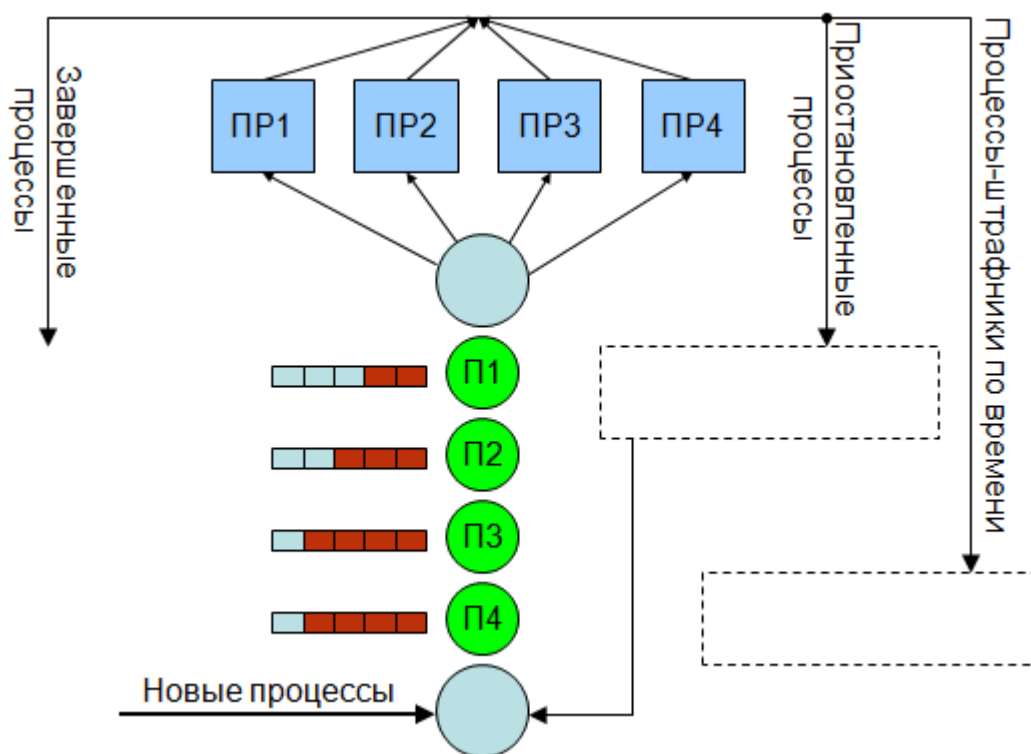 Завершенные
процессы
ПР1
ПР2
ПР3
ПР4
Приостановленные
процессы
Процессы-штрафники по времени
П1
П2
П3
П4
Новые процессы